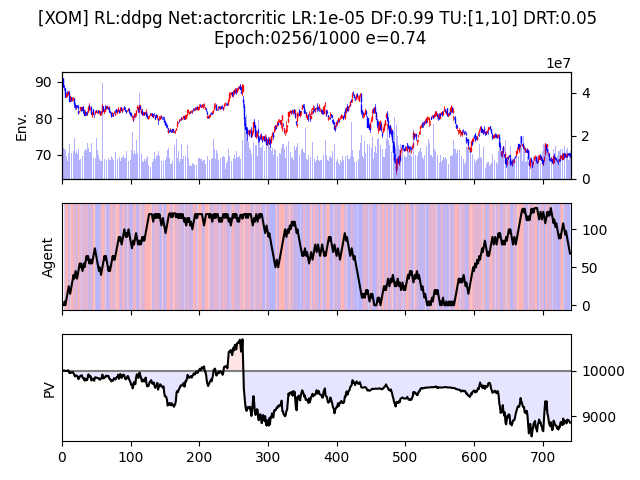 [XOM] RL:ddpg Net:actorcritic LR:1e-05 DF:0.99 TU:[1,10] DRT:0.05
Epoch:0256/1000 e=0.74
1e7
90
80
70
Env.
4
2
0
Agent
100
50
0
PV
10000
9000
0 100 200 300 400 500 600 700